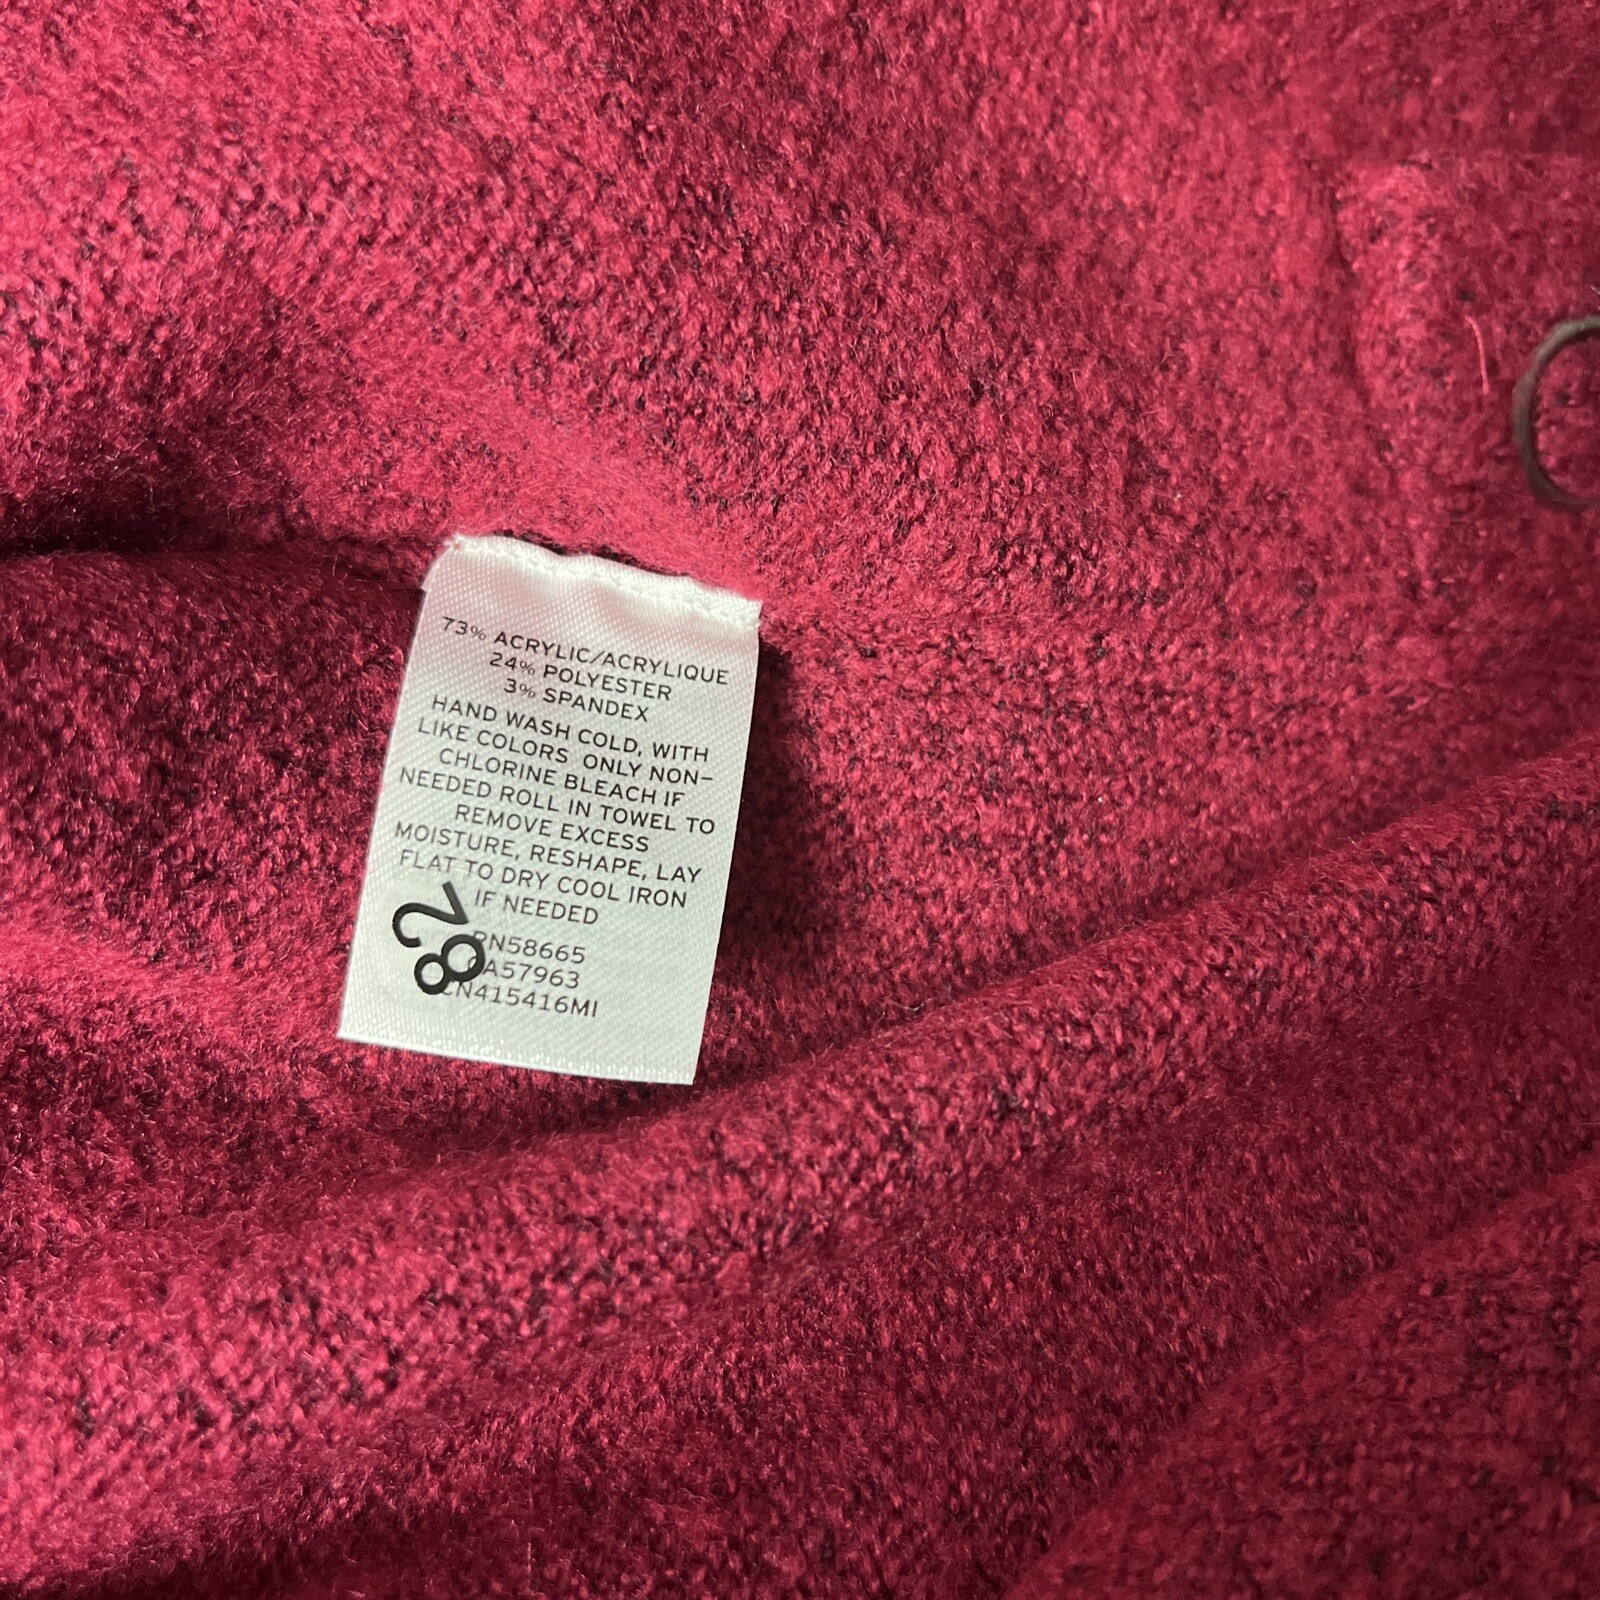 73% ACRYLIC/ACRYLIQUE
24% POLYESTER
3% SPANDEX
HAND WASH COLD, WITH
LIKE COLORS ONLY NON-
CHLORINE BLEACH IF
NEEDED ROLL IN TOWEL TO
REMOVE EXCESS
MOISTURE, RESHAPE, LAY
FLAT TO DRY COOL IRON
IF NEEDED
RN58665
CA57963
CN415416MI